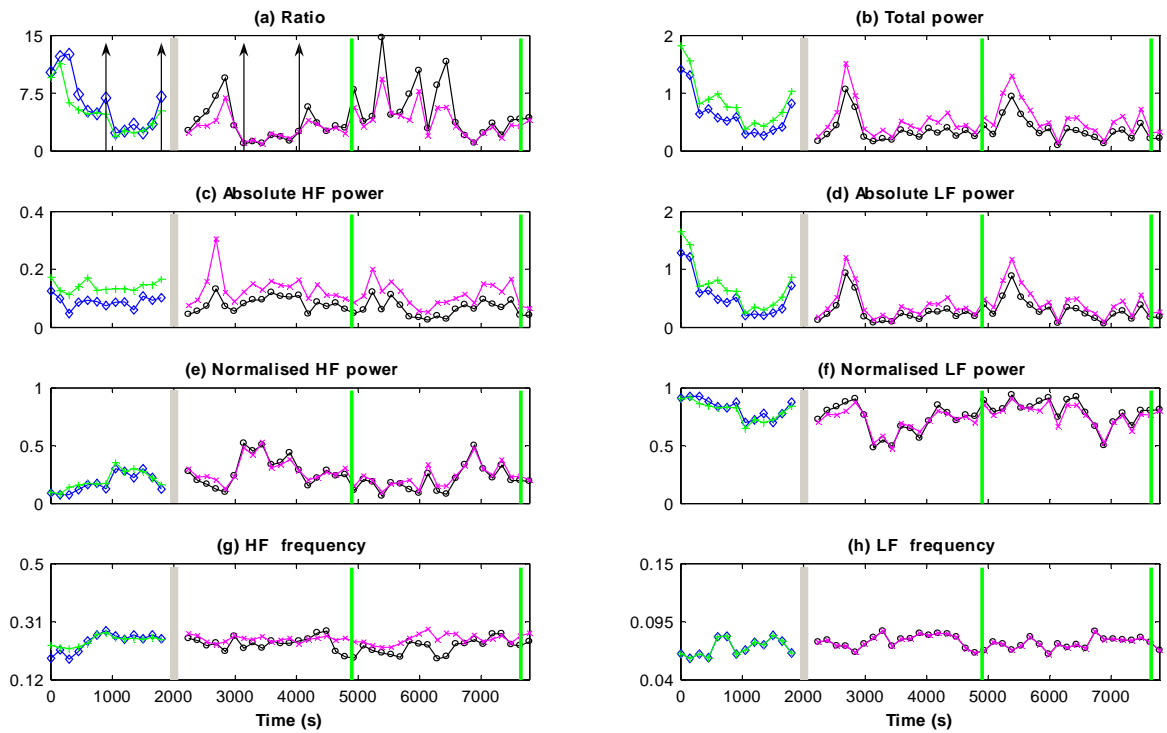 (a) Ratio
(b) Total power
15
7.5
0
2
1
0
(c) Absolute HF power
(d) Absolute LF power
0.4
0.2
0
2
1
0
(e) Normalised HF power
(f) Normalised LF power
1
0.5
0
1
0.5
0
(g) HF frequency
(h) LF frequency
0.5
0.31
0.12
0.15
0.095
0.04
0 1000 2000 3000 4000 5000 6000 7000
0 1000 2000 3000 4000 5000 6000 7000
Time (s)
Time (s)